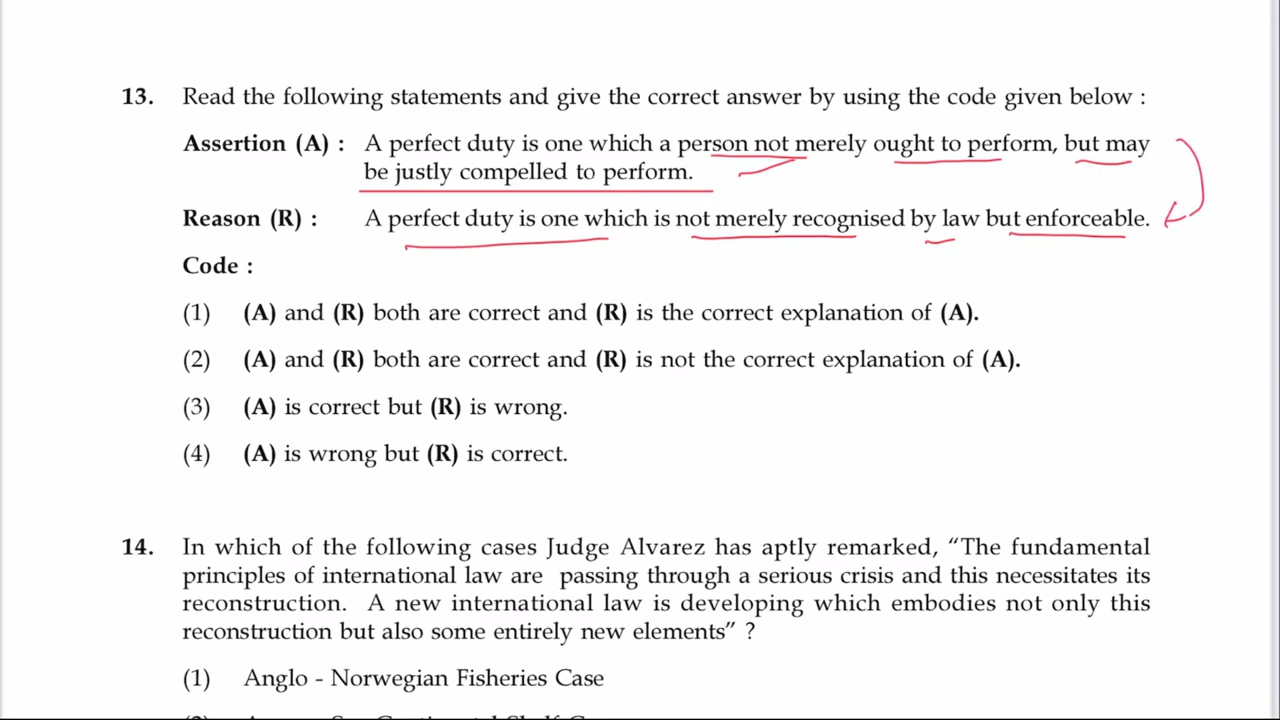 13. Read the following statements and give the correct answer by using the code given below :
Assertion (A) : A perfect duty is one which a person not merely ought to perform, but may
be justly compelled to perform.
Reason (R) : A perfect duty is one which is not merely recognised by law but enforceable.
Code :
(1) (A) and (R) both are correct and (R) is the correct explanation of (A).
(2) (A) and (R) both are correct and (R) is not the correct explanation of (A).
(3) (A) is correct but (R) is wrong.
(4) (A) is wrong but (R) is correct.
14. In which of the following cases Judge Alvarez has aptly remarked, “The fundamental
principles of international law are passing through a serious crisis and this necessitates its
reconstruction. A new international law is developing which embodies not only this
reconstruction but also some entirely new elements” ?
(1) Anglo - Norwegian Fisheries Case